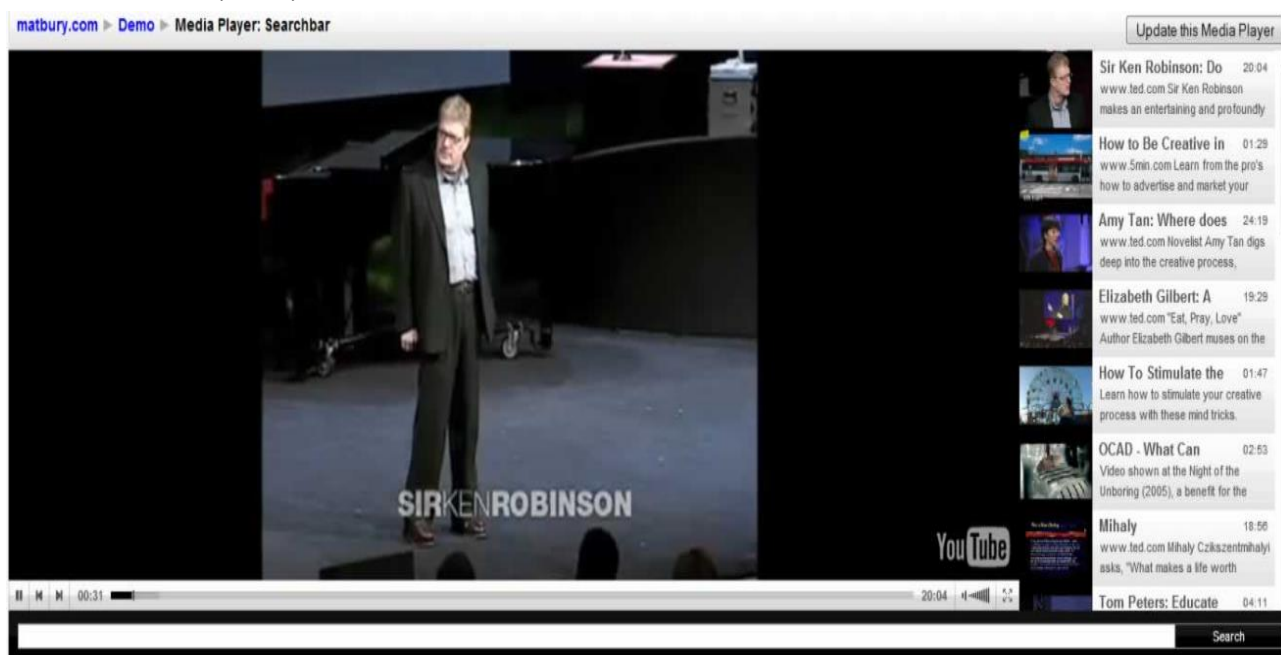 matbury.com ► Demo ► Media Player: Searchbar
Update this Media Player
SIRKENROBINSON
YouTube
00:31
20:04
Sir Ken Robinson: Do 20:04
www.ted.com Sir Ken Robinson
makes an entertaining and profoundly
How to Be Creative in 01:29
www.5min.com Learn from the pro's
how to advertise and market your
Amy Tan: Where does 24:19
www.ted.com Novelist Amy Tan digs
deep into the creative process,
Elizabeth Gilbert: A 19:29
www.ted.com "Eat, Pray, Love"
Author Elizabeth Gilbert muses on the
How To Stimulate the 01:47
Learn how to stimulate your creative
process with these mind tricks.
OCAD - What Can 02:53
Video shown at the Night of the
Unboring (2005), a benefit for the
Mihaly 18:56
www.ted.com Mihaly Czikszentmihalyi
asks, "What makes a life worth
Tom Peters: Educate 04:11
Search